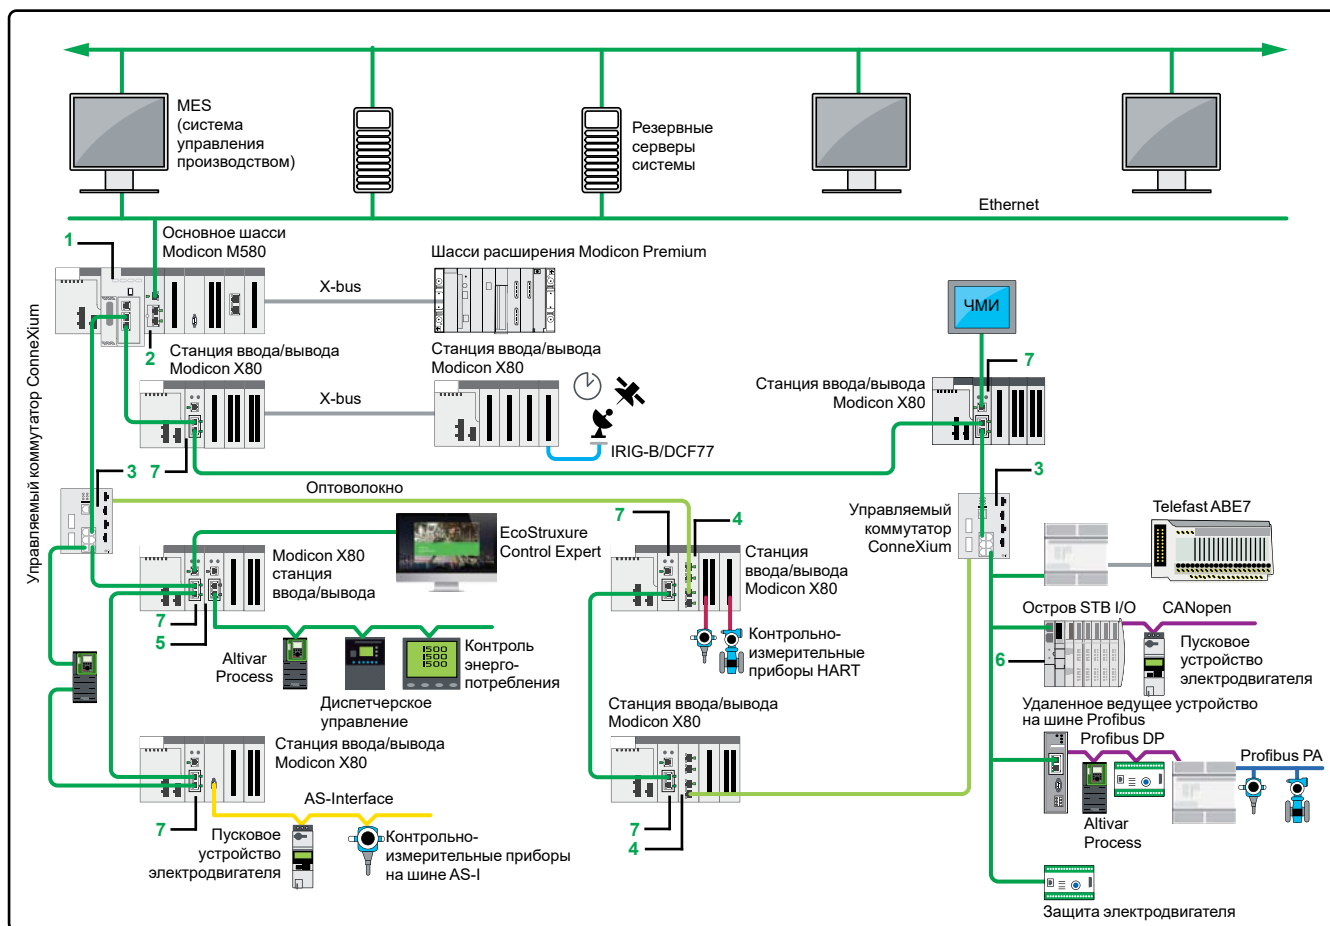 MES
(система
управления
производством)
Резервные
серверы
системы
Ethernet
Основное шасси
Modicon M580
1
2
X-bus
Шасси расширения Modicon Premium
ЧМИ
Станция ввода/вывода
Modicon X80
X-bus
Станция ввода/вывода
Modicon X80
IRIG-B/DCF77
7
Станция ввода/вывода
Modicon X80
7
Управляемый коммутатор ConneXium
3
Оптоволокно
3
Управляемый
коммутатор
ConneXium
Telefast ABE7
EcoStruxure
Control Expert
Modicon X80
станция
ввода/вывода
7
5
7
4
Станция
ввода/вывода
Modicon X80
Altivar
Process
1500
1500
1500
Контроль
энерго-
потребления
Диспетчерское
управление
Контрольно-
измерительные
приборы HART
Остров STB I/O
CANopen
6
Пусковое
устройство
электродвигателя
Станция ввода/вывода
Modicon X80
7
AS-Interface
Пусковое
устройство
электродвигателя
Контрольно-
измерительные приборы
на шине AS-I
Станция ввода/вывода
Modicon X80
7
4
Удаленное ведущее устройство
на шине Profibus
Profibus DP
Profibus PA
Altivar
Process
Защита электродвигателя